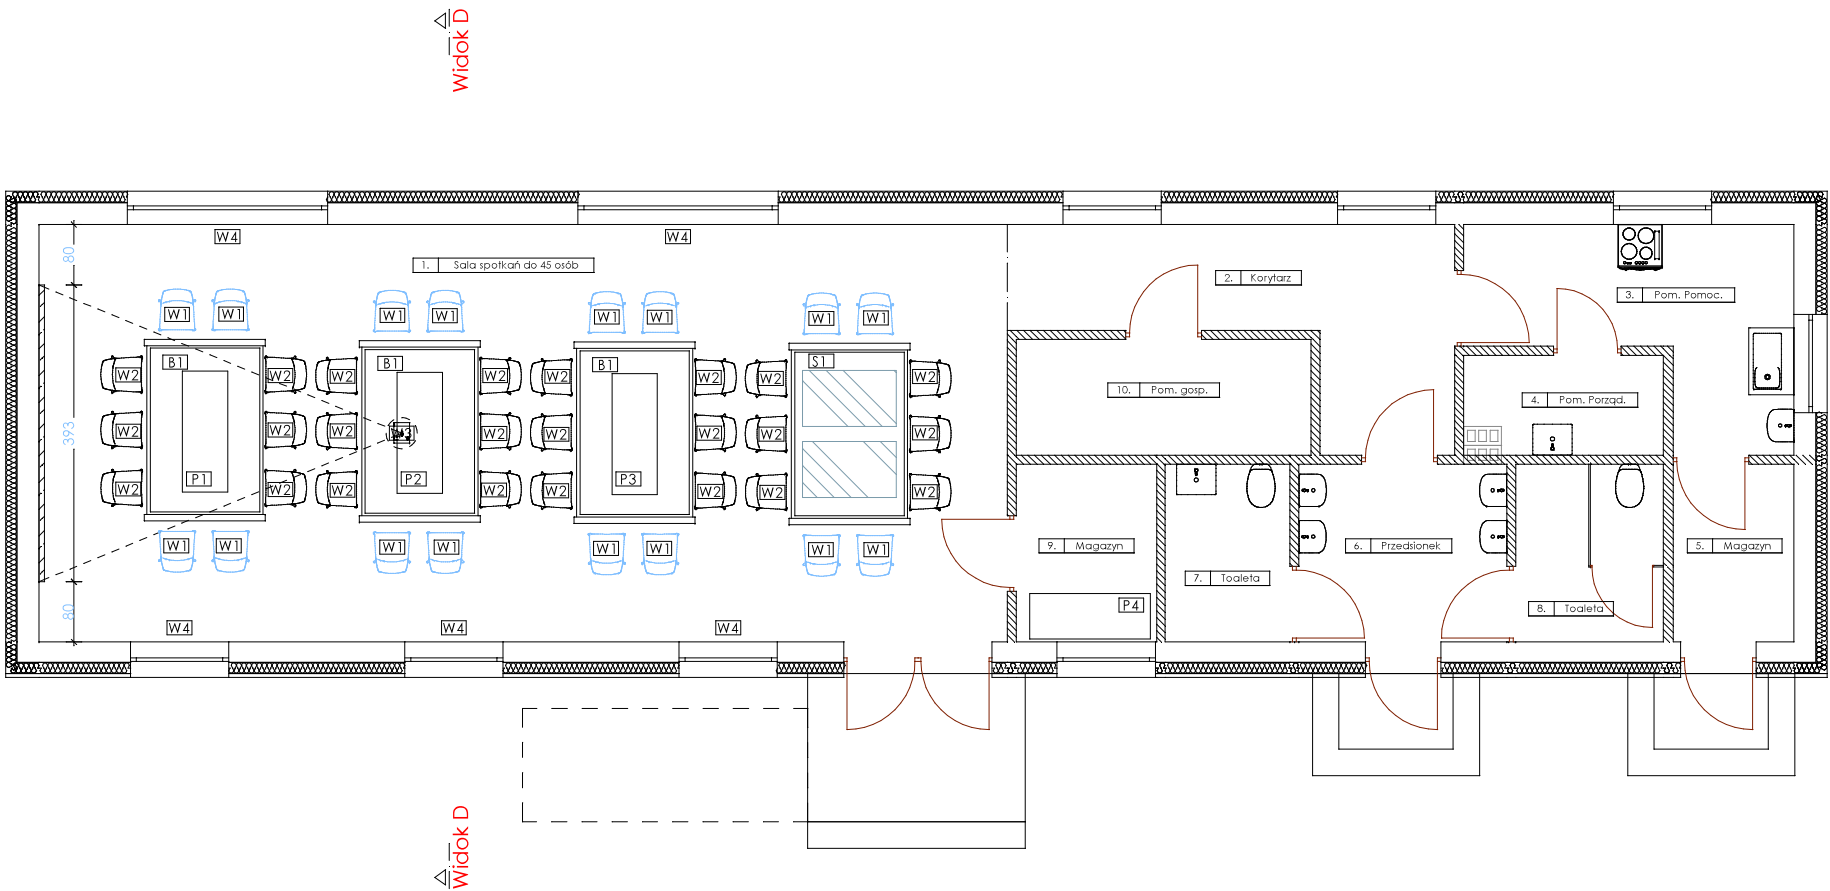 Widok D
W4
W4
80
1. Sala spotkań do 45 osób
2. Korytarz
3. Pom. Pomoc.
W1 W1 W1 W1 W1 W1 W1 W1
B1 B1 B1 S1
W2 W2 W2 W2 W2 W2 W2 W2
10. Pom. gosp.
4. Pom. Porząd.
393
W2 W2 W2 W2 W2 W2 W2 W2
P1 P2 P3
W2 W2 W2 W2 W2 W2 W2 W2
W1 W1 W1 W1 W1 W1 W1 W1
9. Magazyn
6. Przedsionek
5. Magazyn
7. Toaleta
8. Toaleta
80
P4
W4 W4 W4
Widok D